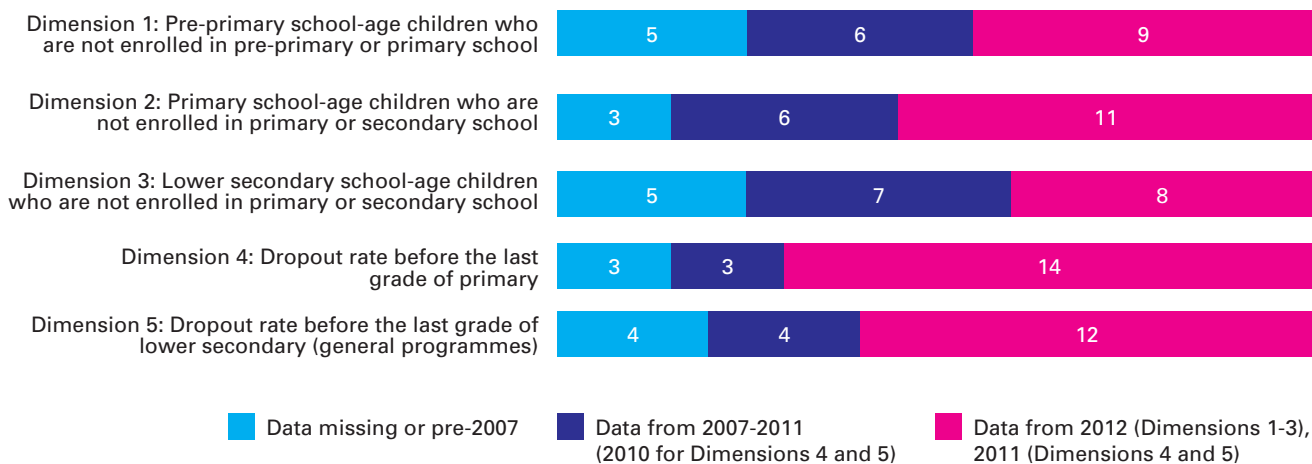 Dimension 1: Pre-primary school-age children who
are not enrolled in pre-primary or primary school
5 6 9
Dimension 2: Primary school-age children who are
not enrolled in primary or secondary school
3 6 11
Dimension 3: Lower secondary school-age children
who are not enrolled in primary or secondary school
5 7 8
Dimension 4: Dropout rate before the last
grade of primary
3 3 14
Dimension 5: Dropout rate before the last grade of
lower secondary (general programmes)
4 4 12
Data missing or pre-2007
Data from 2007-2011
(2010 for Dimensions 4 and 5)
Data from 2012 (Dimensions 1-3),
2011 (Dimensions 4 and 5)